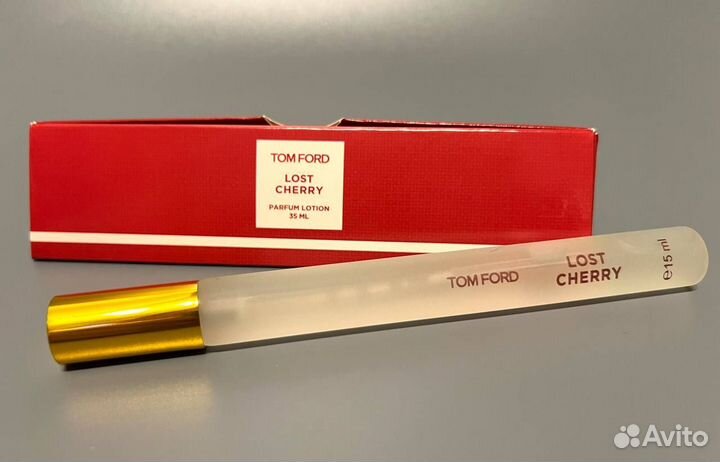 TOM FORD
LOST
CHERRY
PARFUM LOTION
35 ML
TOM FORD
LOST
CHERRY
℮15 ml
Avito